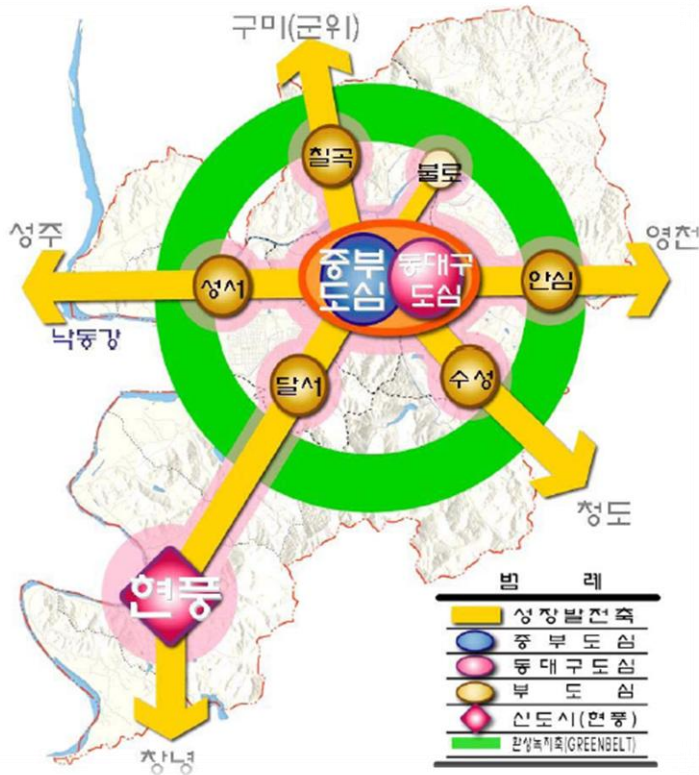 구미(군위)
칠곡
불로
성주
영천
중부
도심
동대구
도심
성서
안심
낙동강
달서
수성
청도
현풍
창녕
범 례
성장발전축
중부도심
동대구도심
부도심
신도시(현풍)
환상녹지축(GREENBELT)